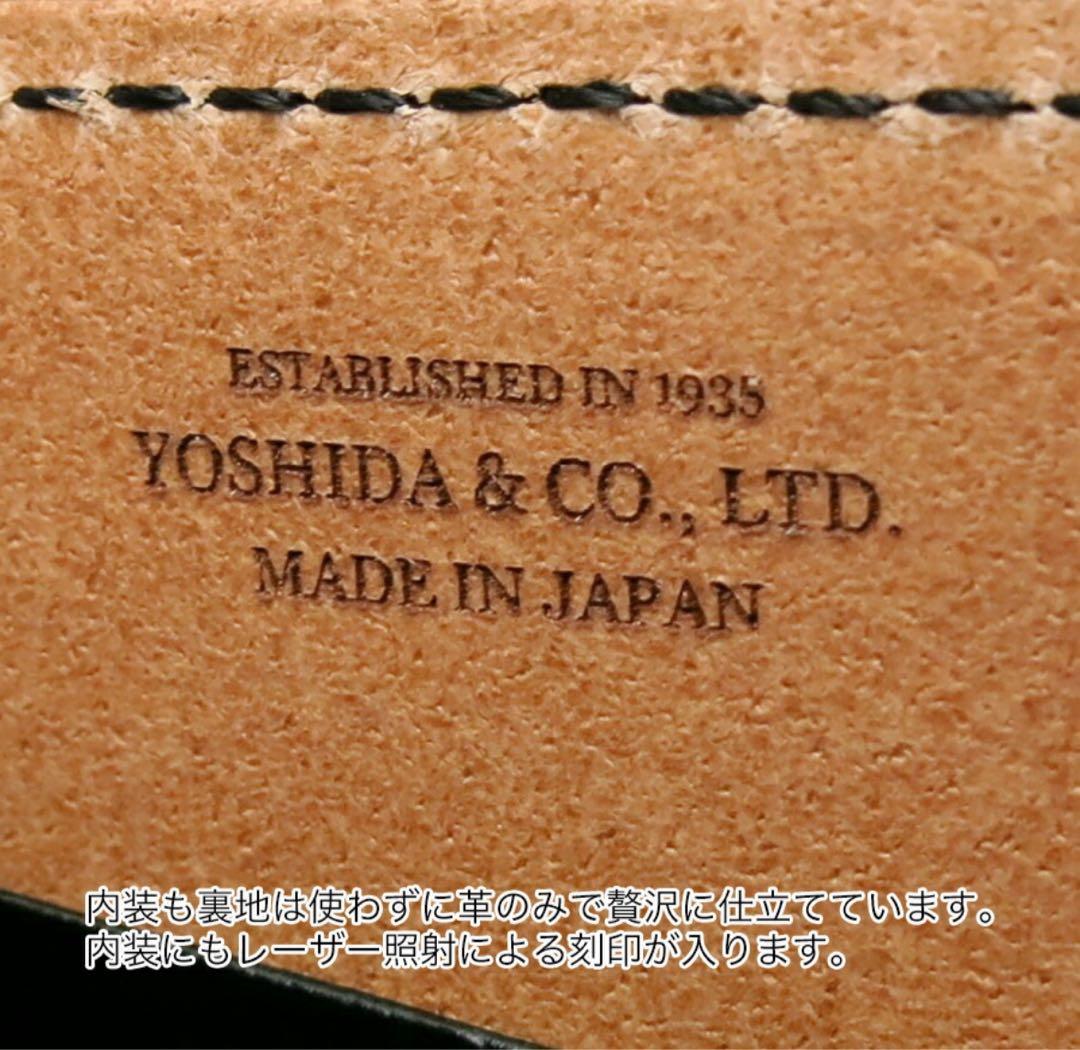 ESTABLISHED IN 1935
YOSHIDA & CO., LTD.
MADE IN JAPAN
内装も裏地は使わずに革のみで贅沢に仕立てています。
内装にもレーザー照射による刻印が入ります。